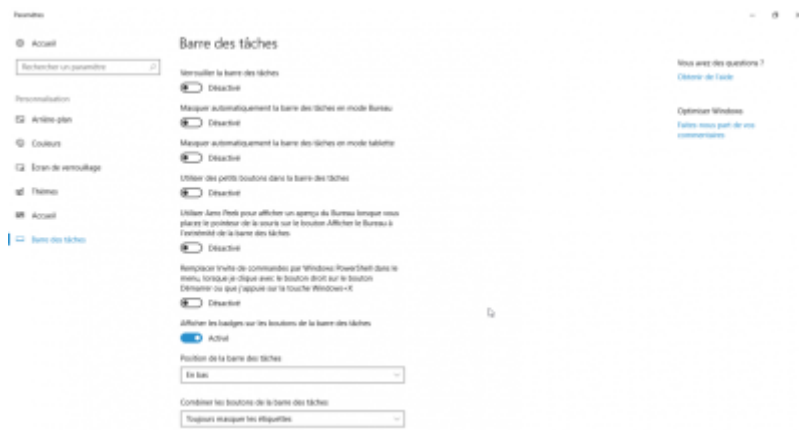 Paramètres
Accueil
Rechercher un paramètre
Personnalisation
Arrière-plan
Couleurs
Écran de verrouillage
Thèmes
Accueil
Barre des tâches
Barre des tâches
Verrouiller la barre des tâches
Désactivé
Masquer automatiquement la barre des tâches en mode Bureau
Désactivé
Masquer automatiquement la barre des tâches en mode tablette
Désactivé
Utiliser des petits boutons dans la barre des tâches
Désactivé
Utiliser Aero Peek pour afficher un aperçu du Bureau lorsque vous
placez le pointeur de la souris sur le bouton Afficher le Bureau à
l'extrémité de la barre des tâches
Désactivé
Remplacer Invite de commandes par Windows PowerShell dans le
menu, lorsque je clique avec le bouton droit sur le bouton
Démarrer ou que j'appuie sur la touche Windows+X
Désactivé
Afficher les badges sur les boutons de la barre des tâches
Activé
Position de la barre des tâches
En bas
Combiner les boutons de la barre des tâches
Toujours masquer les étiquettes
Vous avez des questions ?
Obtenir de l'aide
Optimiser Windows
Faites-nous part de vos
commentaires